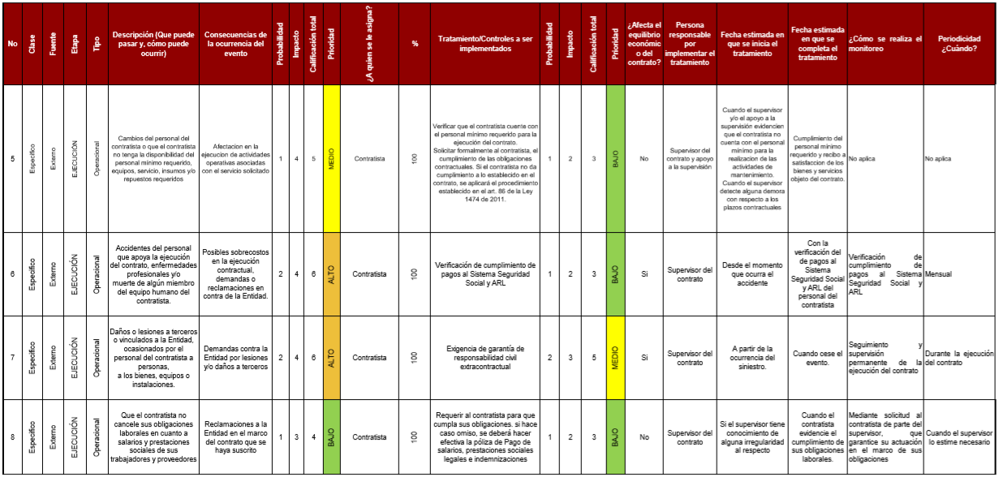 No
Clase
Fuente
Etapa
Tipo
Descripción (Que puede
pasar y, cómo puede
ocurrir)
Consecuencias de
la ocurrencia del
evento
Probabilidad
Impacto
Calificación total
Prioridad
¿A quien se le asigna?
%
Tratamiento/Controles a ser
implementados
Probabilidad
Impacto
Calificación total
Prioridad
¿Afecta el
equilibrio
económic
o del
contrato?
Persona
responsable
por
implementar el
tratamiento
Fecha estimada en
que se inicia el
tratamiento
Fecha estimada
en que se
completa el
tratamiento
¿Cómo se realiza el
monitoreo
Periodicidad
¿Cuándo?
5
Especifico
Externo
EJECUCIÓN
Operacional
Cambios del personal del
contratista o que el contratista
no tenga la disponibilidad del
personal mínimo requerido,
equipos, servicio, insumos y/o
repuestos requeridos
Afectacion en la
ejecucion de actividades
operativas asociadas
con el servicio solicitado
1
4
5
MEDIO
Contratista
100
Verificar que el contratista cuente con
el personal mínimo requerido para la
ejecución del contrato.
Solicitar formalmente al contratista, el
cumplimiento de las obligaciones
contractuales. Si el contratista no da
cumplimiento a lo establecido en el
contrato, se aplicará el procedimiento
establecido en el art. 86 de la Ley
1474 de 2011.
1
2
3
BAJO
No
Supervisor del
contrato y apoyo
a la supervisión
Cuando el supervisor
y/o el apoyo a la
supervisión evidencien
que el contratista no
cuenta con el personal
mínimo para la
realizacion de las
actividades de
mantenimiento.
Cuando el supervisor
detecte alguna demora
con respecto a los
plazos contractuales
Cumplimiento del
personal mínimo
requerido y recibo a
satisfaccion de los
bienes y servicios
objeto del contrato.
No aplica
No aplica
6
Especifico
Externo
EJECUCIÓN
Operacional
Accidentes del personal
que apoya la ejecución
del contrato, enfermedades
profesionales y/o
muerte de algún miembro
del equipo humano del
contratista.
Posibles sobrecostos
en la ejecución
contractual,
demandas o
reclamaciones en
contra de la Entidad.
2
4
6
ALTO
Contratista
100
Verificación de cumplimiento de
pagos al Sistema Seguridad
Social y ARL
1
2
3
BAJO
Si
Supervisor del
contrato
Desde el momento
que ocurra el
accidente
Con la
verificación del
de pagos al
Sistema
Seguridad Social
y ARL del
personal del
contratista
Verificación de
cumplimiento de
pagos al Sistema
Seguridad Social y
ARL
Mensual
7
Especifico
Externo
EJECUCIÓN
Operacional
Daños o lesiones a terceros
o vinculados a la Entidad,
ocasionados por el
personal del contratista a
personas,
a los bienes, equipos o
instalaciones.
Demandas contra la
Entidad por lesiones
y/o daños a terceros
2
4
6
ALTO
Contratista
100
Exigencia de garantía de
responsabilidad civil
extracontractual
2
3
5
MEDIO
Si
Supervisor del
contrato
A partir de la
ocurrencia del
siniestro.
Cuando cese el
evento.
Seguimiento y
supervisión
permanente de la
ejecución del contrato
Durante la ejecución
del contrato
8
Especifico
Externo
EJECUCIÓN
Operacional
Que el contratista no
cancele sus obligaciones
laborales en cuanto a
salarios y prestaciones
sociales de sus
trabajadores y proveedores
Reclamaciones a la
Entidad en el marco
del contrato que se
haya suscrito
1
3
4
BAJO
Contratista
100
Requerir al contratista para que
cumpla sus obligaciones. si hace
caso omiso, se deberá hacer
efectiva la póliza de Pago de
salarios, prestaciones sociales
legales e indemnizaciones
1
2
3
BAJO
No
Supervisor del
contrato
Si el supervisor tiene
conocimiento de
alguna irregularidad
al respecto
Cuando el
contratista
evidencie el
cumplimiento de
sus obligaciones
laborales.
Mediante solicitud al
contratista de parte del
supervisor, que
garantice su actuación
en el marco de sus
obligaciones
Cuando el supervisor
lo estime necesario